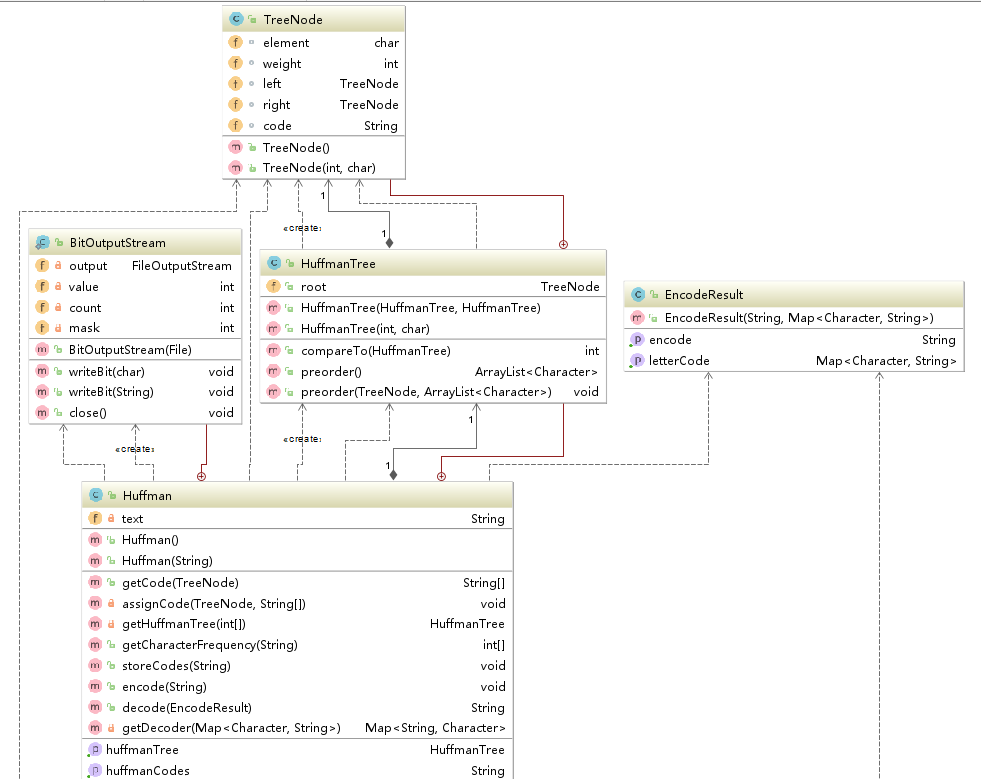 TreeNode
element char
weight int
left TreeNode
right TreeNode
code String
TreeNode()
TreeNode(int, char)
1
«create»
1
BitOutputStream
output FileOutputStream
value int
count int
mask int
BitOutputStream(File)
writeBit(char) void
writeBit(String) void
close() void
HuffmanTree
root TreeNode
HuffmanTree(HuffmanTree, HuffmanTree)
HuffmanTree(int, char)
compareTo(HuffmanTree) int
preorder() ArrayList<Character>
preorder(TreeNode, ArrayList<Character>) void
EncodeResult
EncodeResult(String, Map<Character, String>)
encode String
letterCode Map<Character, String>
1
«create»
«create»
1
Huffman
text String
Huffman()
Huffman(String)
getCode(TreeNode) String[]
assignCode(TreeNode, String[]) void
getHuffmanTree(int[]) HuffmanTree
getCharacterFrequency(String) int[]
storeCodes(String) void
encode(String) void
decode(EncodeResult) String
getDecoder(Map<Character, String>) Map<String, Character>
huffmanTree HuffmanTree
huffmanCodes String